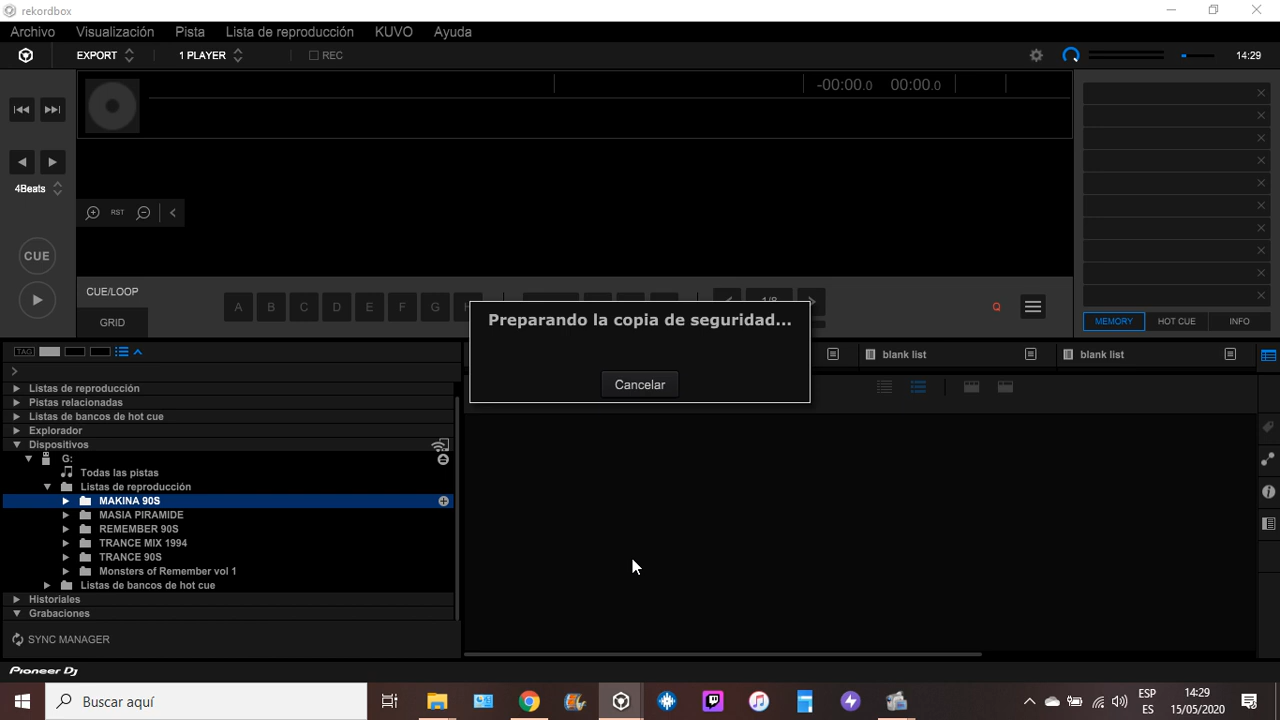 rekordbox
Archivo Visualización Pista Lista de reproducción KUVO Ayuda
EXPORT 1 PLAYER REC 14:29
-00:00.0 00:00.0
4Beats
RST
CUE
CUE/LOOP
GRID
A B C D E F G
1/8
Q
MEMORY HOT CUE INFO
Preparando la copia de seguridad...
Cancelar
TAG
blank list
blank list
Listas de reproducción
Pistas relacionadas
Listas de bancos de hot cue
Explorador
Dispositivos
G:
Todas las pistas
Listas de reproducción
MAKINA 90S
MASIA PIRAMIDE
REMEMBER 90S
TRANCE MIX 1994
TRANCE 90S
Monsters of Remember vol 1
Listas de bancos de hot cue
Historiales
Grabaciones
SYNC MANAGER
Pioneer Dj
Buscar aquí
ESP
ES
14:29
15/05/2020